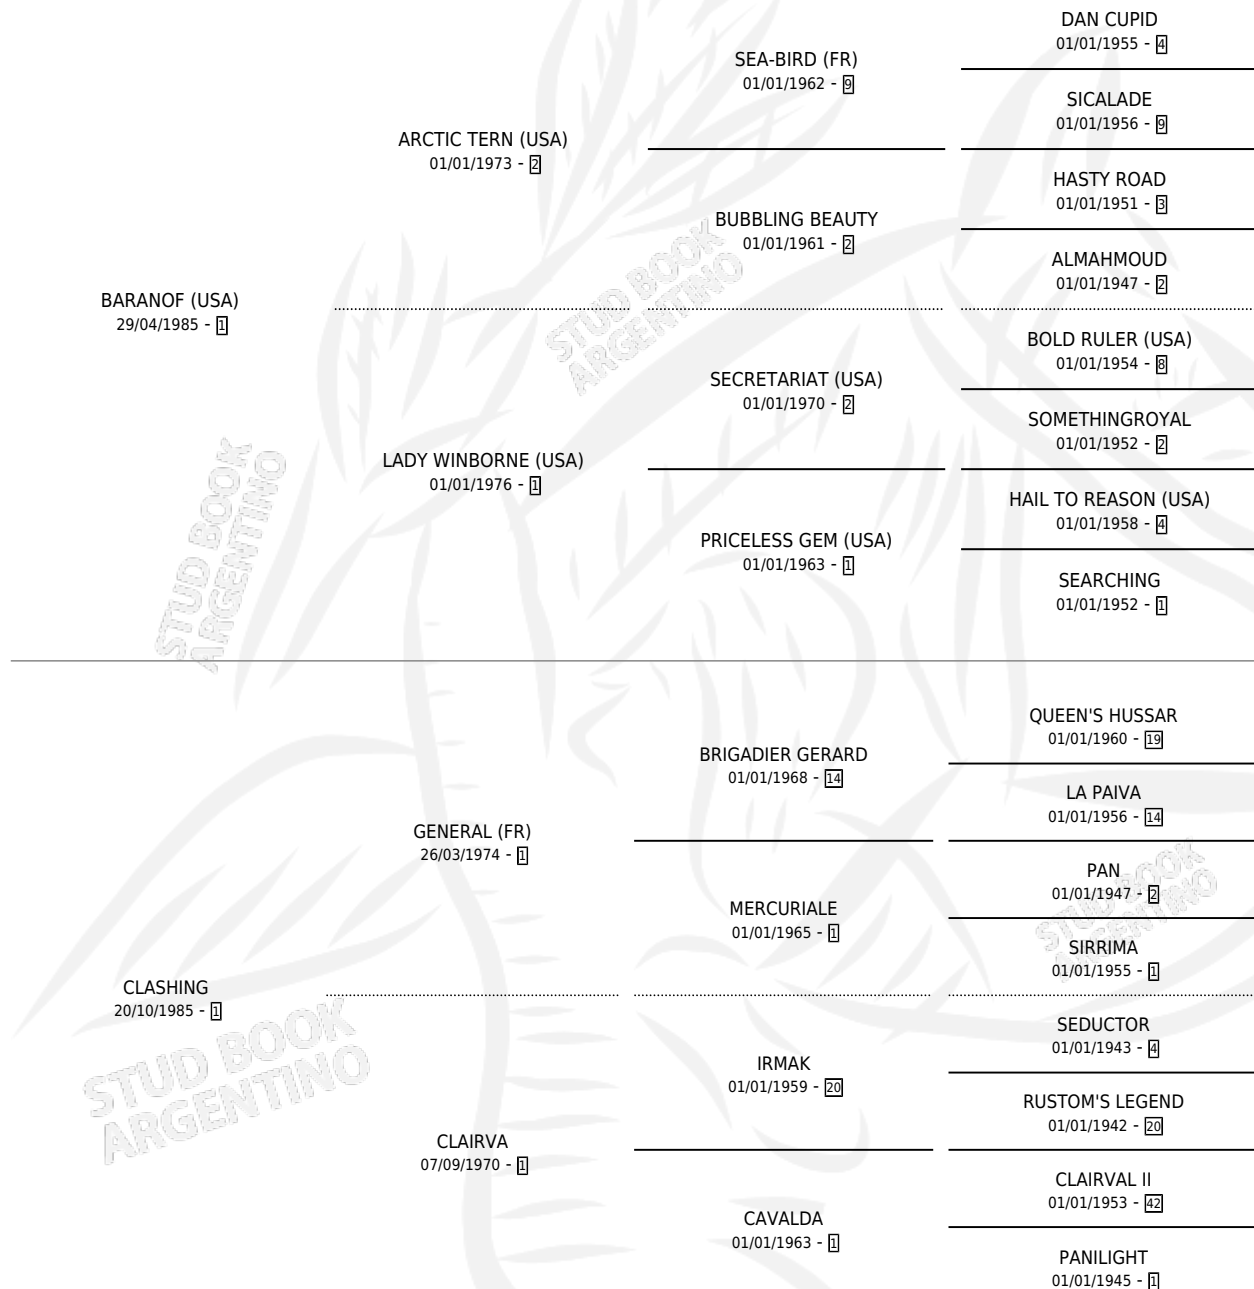 DAN CUPID
01/01/1955 - 4
SEA-BIRD (FR)
01/01/1962 - 9
SICALADE
01/01/1956 - 9
ARCTIC TERN (USA)
01/01/1973 - 2
HASTY ROAD
01/01/1951 - 3
BUBBLING BEAUTY
01/01/1961 - 2
ALMAHMOUD
01/01/1947 - 2
BARANOF (USA)
29/04/1985 - 1
STUD BOOK
ARGENTINO
BOLD RULER (USA)
01/01/1954 - 8
SECRETARIAT (USA)
01/01/1970 - 2
SOMETHINGROYAL
01/01/1952 - 2
LADY WINBORNE (USA)
01/01/1976 - 1
HAIL TO REASON (USA)
01/01/1958 - 4
PRICELESS GEM (USA)
01/01/1963 - 1
SEARCHING
01/01/1952 - 1
STUD BOOK
ARGENTINO
QUEEN'S HUSSAR
01/01/1960 - 19
BRIGADIER GERARD
01/01/1968 - 14
LA PAIVA
01/01/1956 - 14
GENERAL (FR)
26/03/1974 - 1
PAN
01/01/1947 - 2
MERCURIALE
01/01/1965 - 1
SIRRIMA
01/01/1955 - 1
STUD BOOK
ARGENTINO
CLASHING
20/10/1985 - 1
SEDUCTOR
01/01/1943 - 4
IRMAK
01/01/1959 - 20
RUSTOM'S LEGEND
01/01/1942 - 20
STUD BOOK
ARGENTINO
CLAIRVA
07/09/1970 - 1
CLAIRVAL II
01/01/1953 - 42
CAVALDA
01/01/1963 - 1
PANILIGHT
01/01/1945 - 1